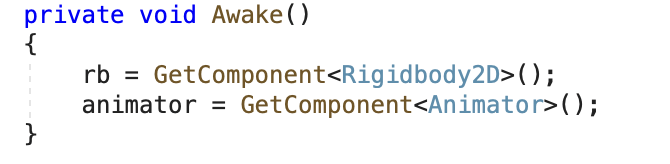 private void Awake()
{
    rb = GetComponent<Rigidbody2D>();
    animator = GetComponent<Animator>();
}